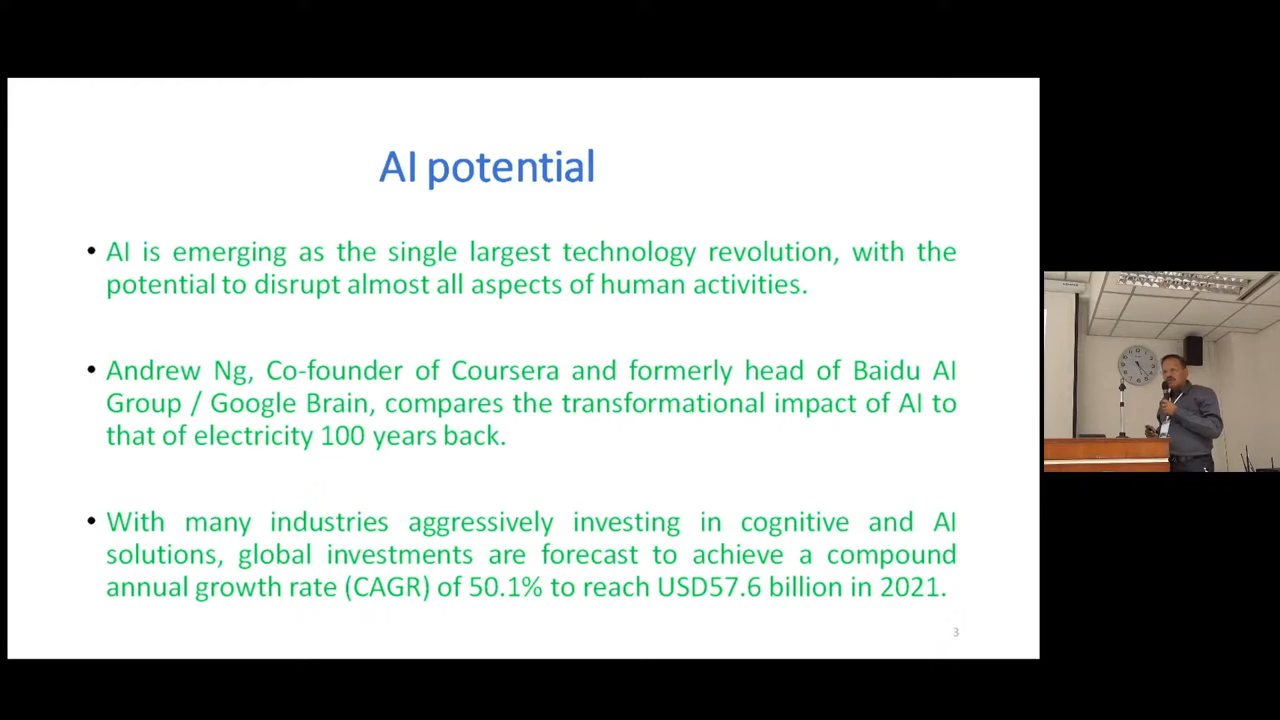 AI potential
• AI is emerging as the single largest technology revolution, with the
potential to disrupt almost all aspects of human activities.
• Andrew Ng, Co-founder of Coursera and formerly head of Baidu AI
Group / Google Brain, compares the transformational impact of AI to
that of electricity 100 years back.
• With many industries aggressively investing in cognitive and AI
solutions, global investments are forecast to achieve a compound
annual growth rate (CAGR) of 50.1% to reach USD57.6 billion in 2021.
3